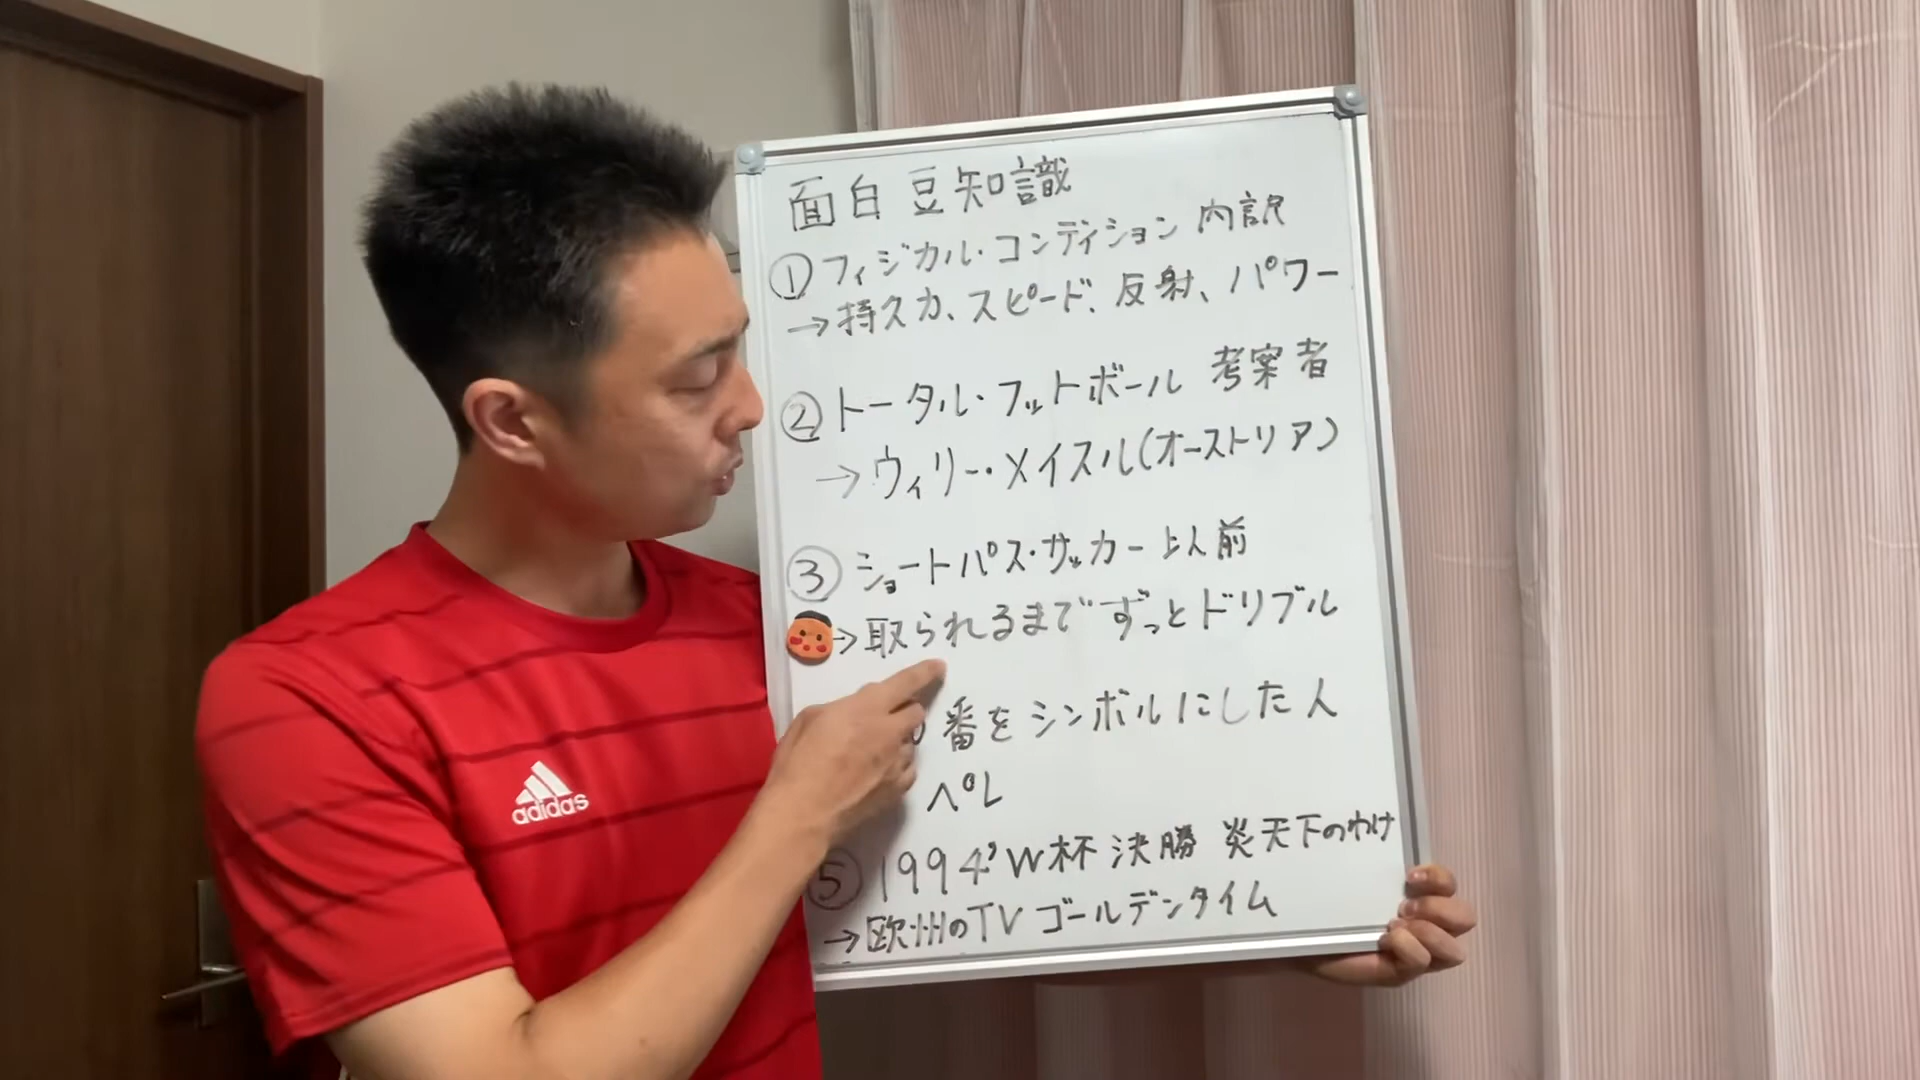 面白 豆知識
①フィジカル・コンディション 内訳
→持久力、スピード、反射、パワー
②トータル・フットボール 考案者
→ウィリー・メイスル(オーストリア)
③ショートパス・サッカー以前
→取られるまでずっとドリブル
番をシンボルにした人
ペレ
⑤1994'W杯 決勝 炎天下のわけ
→欧州のTVゴールデンタイム
adidas